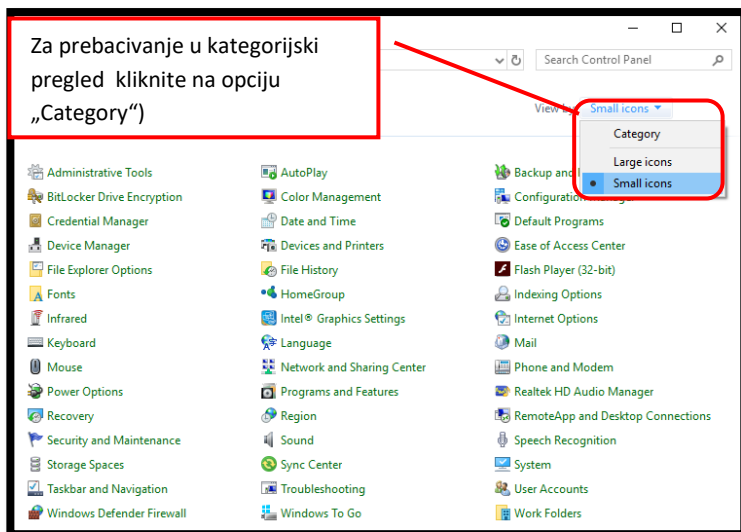 Za prebacivanje u kategorijski
pregled kliknite na opciju
„Category“)
Search Control Panel
View by: Small icons
Category
Large icons
Small icons
Administrative Tools
AutoPlay
Backup and
BitLocker Drive Encryption
Color Management
Configuration Manager
Credential Manager
Date and Time
Default Programs
Device Manager
Devices and Printers
Ease of Access Center
File Explorer Options
File History
Flash Player (32-bit)
Fonts
HomeGroup
Indexing Options
Infrared
Intel® Graphics Settings
Internet Options
Keyboard
Language
Mail
Mouse
Network and Sharing Center
Phone and Modem
Power Options
Programs and Features
Realtek HD Audio Manager
Recovery
Region
RemoteApp and Desktop Connections
Security and Maintenance
Sound
Speech Recognition
Storage Spaces
Sync Center
System
Taskbar and Navigation
Troubleshooting
User Accounts
Windows Defender Firewall
Windows To Go
Work Folders